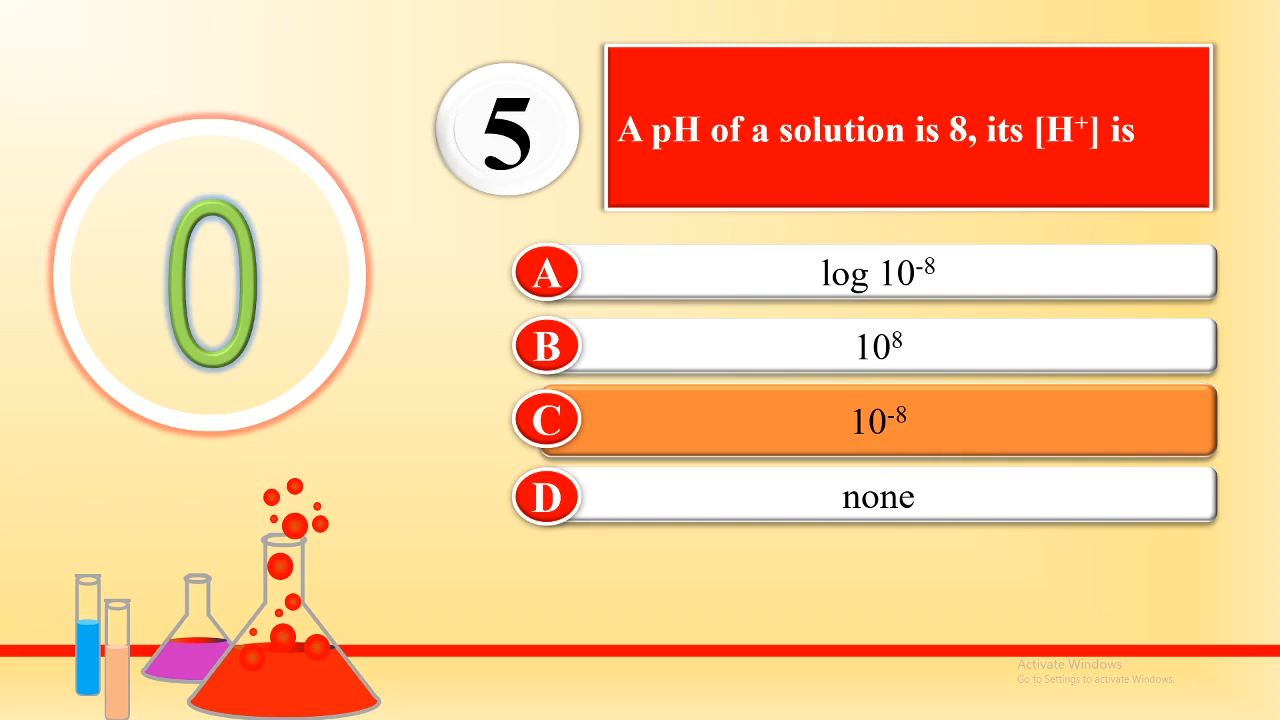 0
5
A pH of a solution is 8, its [H⁺] is
A log 10⁻⁸
B 10⁸
C 10⁻⁸
D none
Activate Windows
Go to Settings to activate Windows.